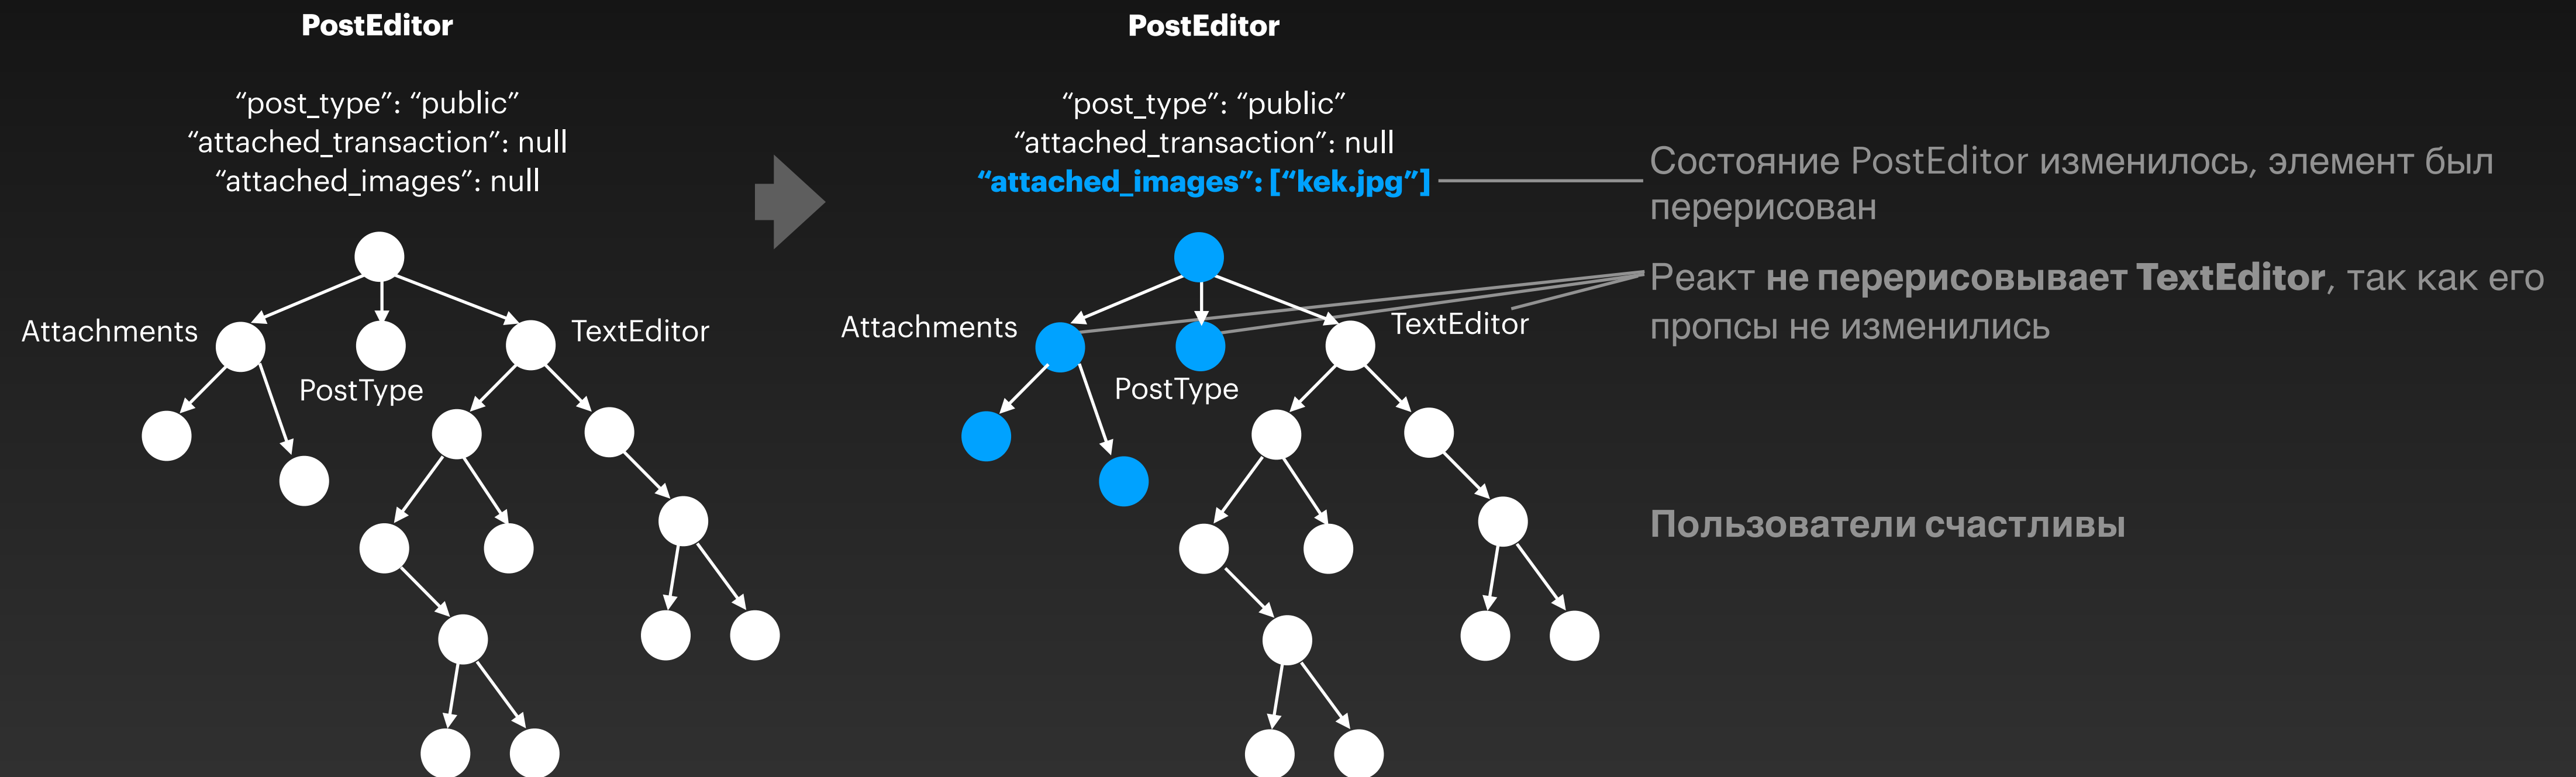 PostEditor
“post_type”: “public”
“attached_transaction”: null
“attached_images”: null
Attachments
PostType
TextEditor
PostEditor
“post_type”: “public”
“attached_transaction”: null
“attached_images”: [“kek.jpg”]
Attachments
PostType
TextEditor
Состояние PostEditor изменилось, элемент был
перерисован
Реакт не перерисовывает TextEditor, так как его
пропсы не изменились
Пользователи счастливы